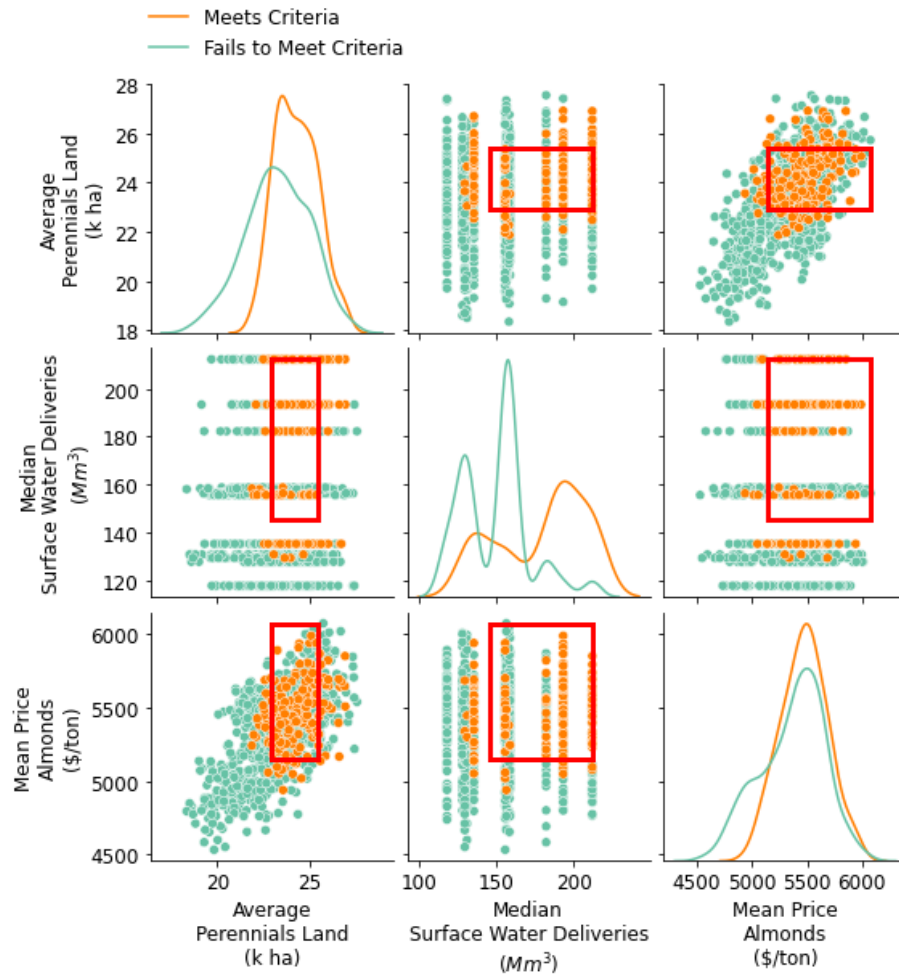 Meets Criteria
Fails to Meet Criteria
Average
Perennials Land
(k ha)
28
26
24
22
20
18
Median
Surface Water Deliveries
(Mm³)
200
180
160
140
120
Mean Price
Almonds
($/ton)
6000
5500
5000
4500
20 25
100 150 200
4500 5000 5500 6000
Average
Perennials Land
(k ha)
Median
Surface Water Deliveries
(Mm³)
Mean Price
Almonds
($/ton)